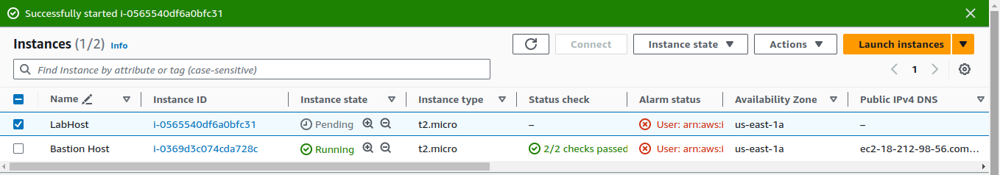 Successfully started i-0565540df6a0bfc31
Instances (1/2) Info
Connect Instance state Actions Launch instances
Find Instance by attribute or tag (case-sensitive)
1
Name Instance ID Instance state Instance type Status check Alarm status Availability Zone Public IPv4 DNS
LabHost i-0565540df6a0bfc31 Pending t2.micro – User: arn:aws:i us-east-1a –
Bastion Host i-0369d3c074cda728c Running t2.micro 2/2 checks passed User: arn:aws:i us-east-1a ec2-18-212-98-56.com...